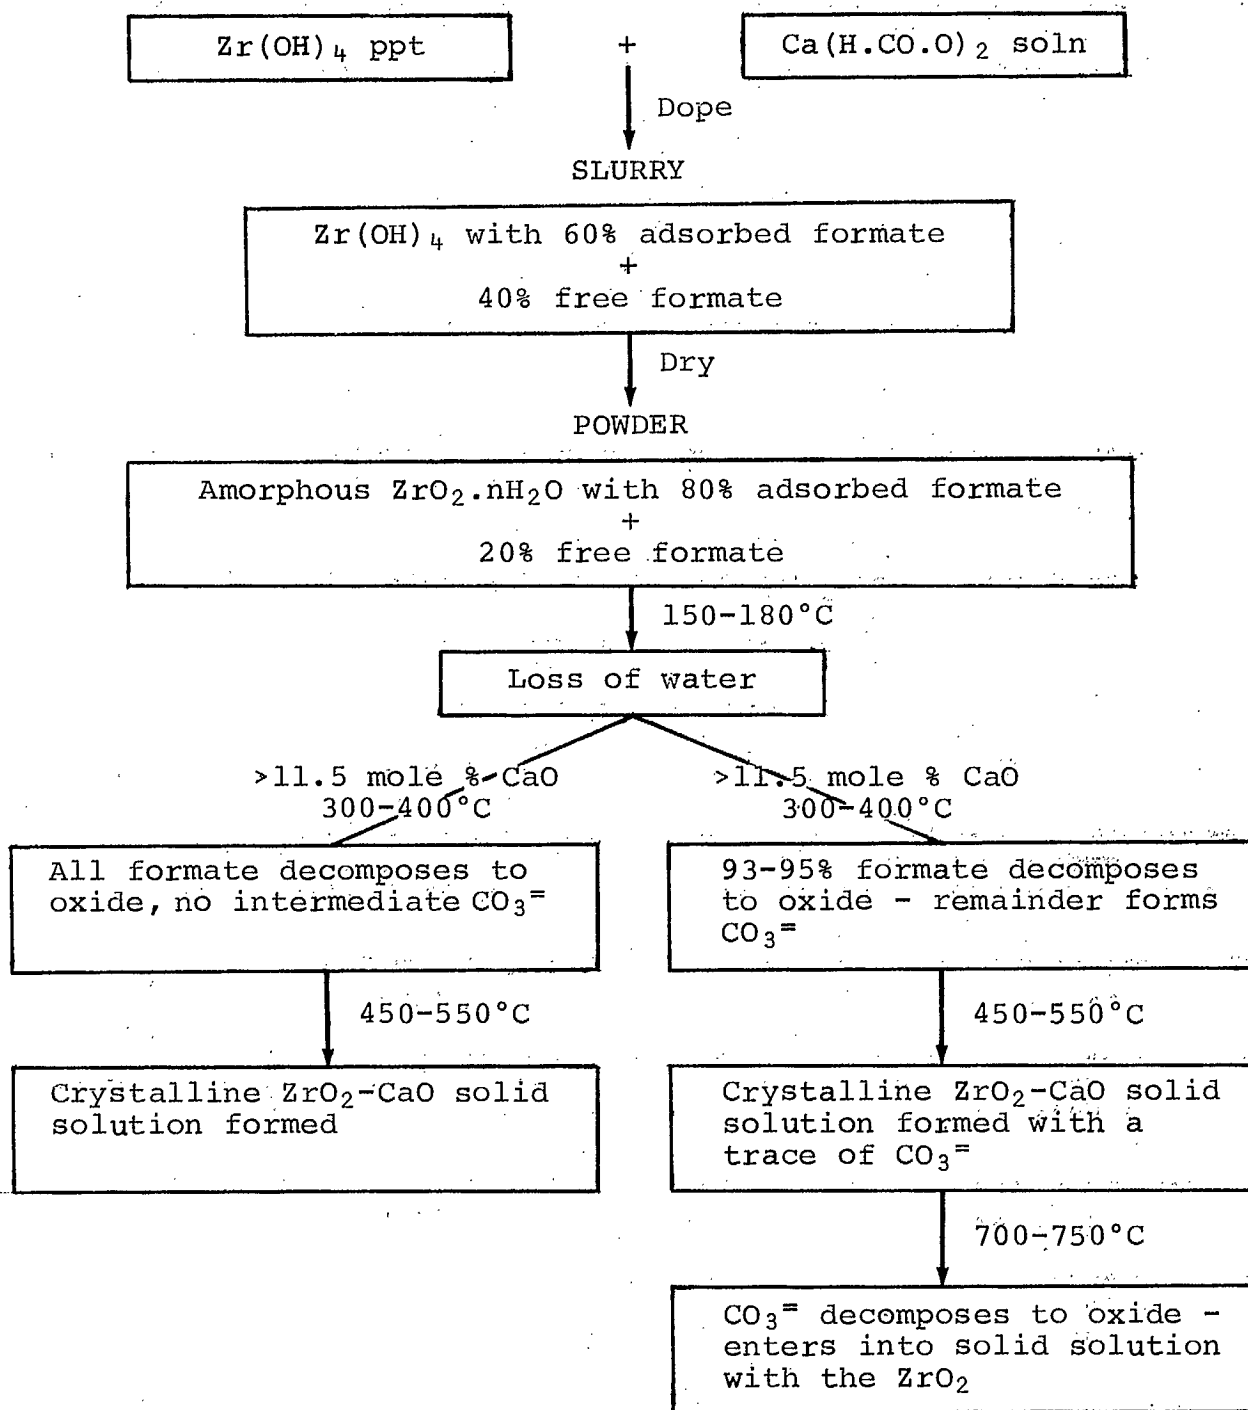 Zr(OH)4 ppt + Ca(H.CO.O)2 soln
Dope
SLURRY
Zr(OH)4 with 60% adsorbed formate
+
40% free formate
Dry
POWDER
Amorphous ZrO2.nH2O with 80% adsorbed formate
+
20% free formate
150-180°C
Loss of water
>11.5 mole % CaO
300-400°C
>11.5 mole % CaO
300-400°C
All formate decomposes to
oxide, no intermediate CO3=
93-95% formate decomposes
to oxide - remainder forms
CO3=
450-550°C
450-550°C
Crystalline ZrO2-CaO solid
solution formed
Crystalline ZrO2-CaO solid
solution formed with a
trace of CO3=
700-750°C
CO3= decomposes to oxide -
enters into solid solution
with the ZrO2